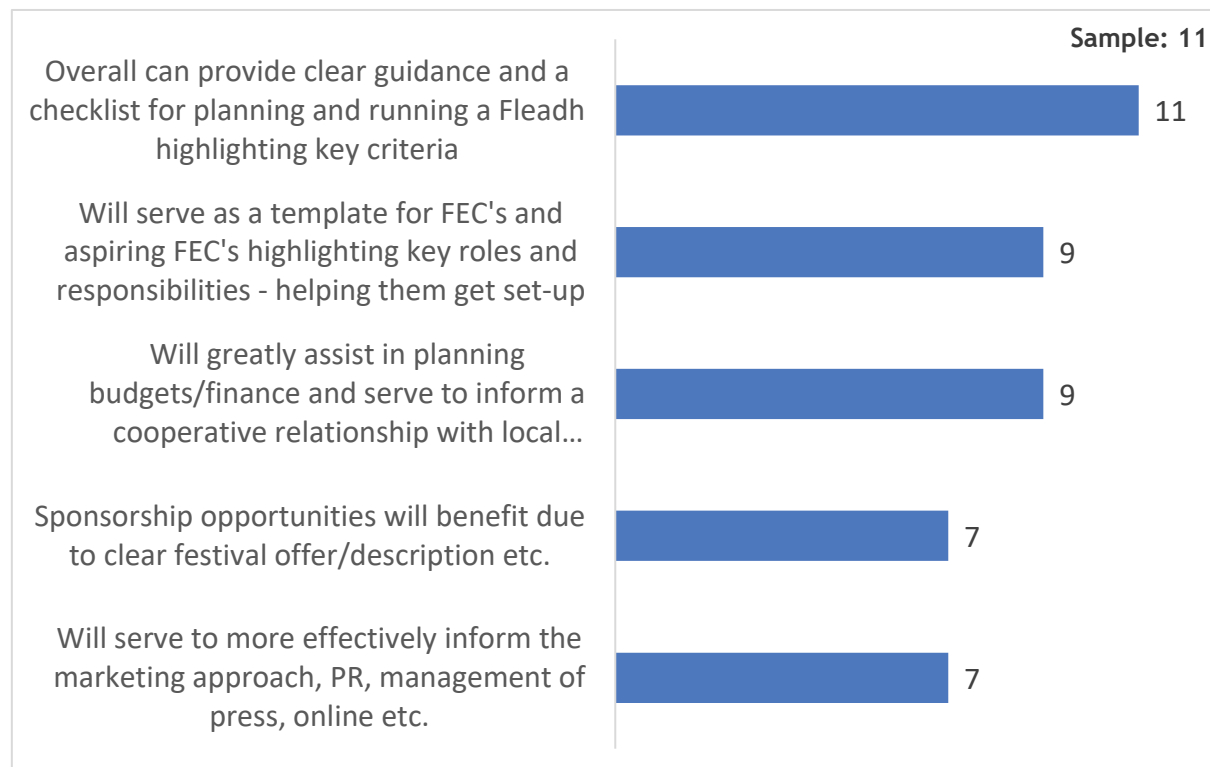 Sample: 11
Overall can provide clear guidance and a
checklist for planning and running a Fleadh
highlighting key criteria
11
Will serve as a template for FEC's and
aspiring FEC's highlighting key roles and
responsibilities - helping them get set-up
9
Will greatly assist in planning
budgets/finance and serve to inform a
cooperative relationship with local…
9
Sponsorship opportunities will benefit due
to clear festival offer/description etc.
7
Will serve to more effectively inform the
marketing approach, PR, management of
press, online etc.
7